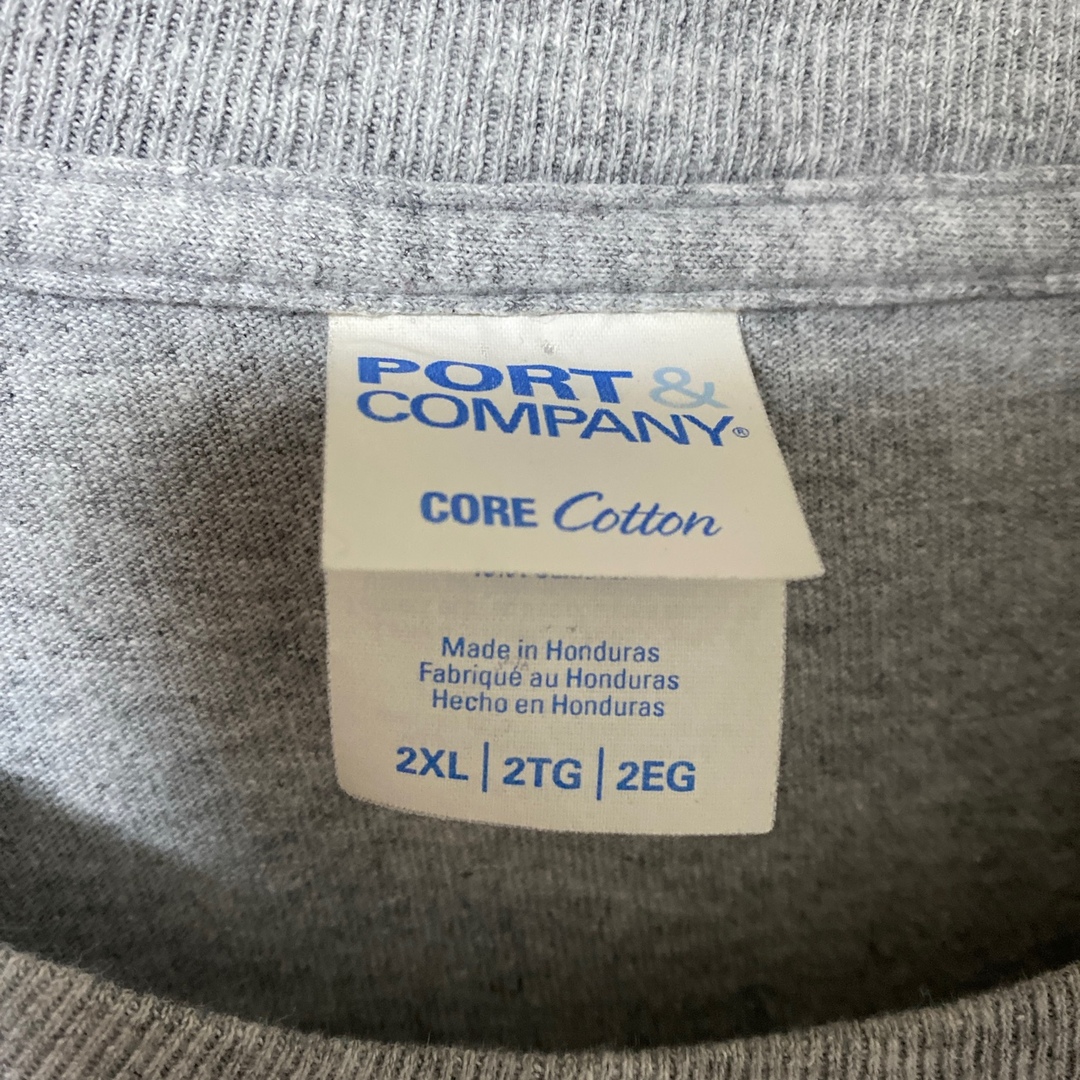 PORT &
COMPANY®
CORE Cotton
Made in Honduras
Fabriqué au Honduras
Hecho en Honduras
2XL | 2TG | 2EG